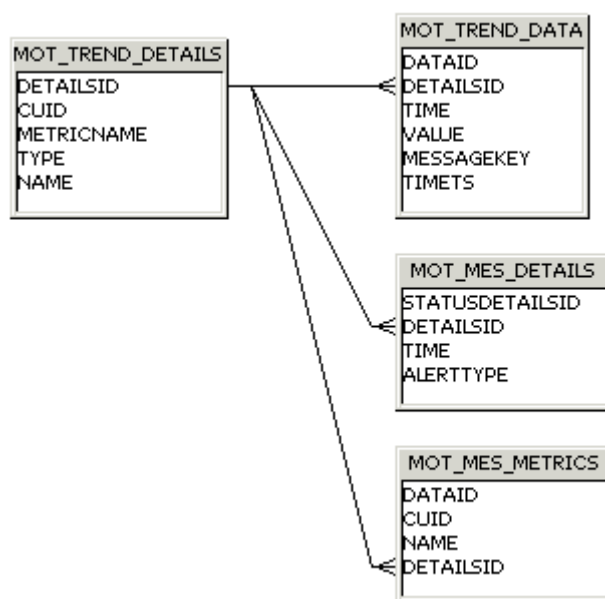 MOT_TREND_DETAILS
DETAILSID
CUID
METRICNAME
TYPE
NAME
MOT_TREND_DATA
DATAID
DETAILSID
TIME
VALUE
MESSAGEKEY
TIMETS
MOT_MES_DETAILS
STATUSDETAILSID
DETAILSID
TIME
ALERTTYPE
MOT_MES_METRICS
DATAID
CUID
NAME
DETAILSID